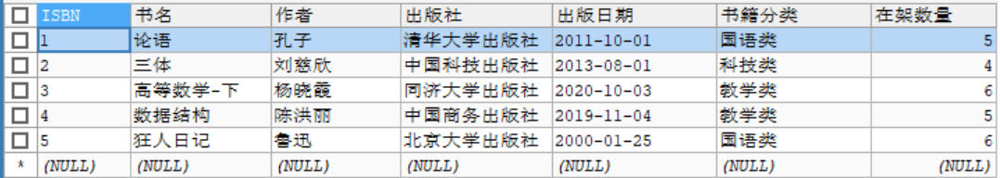 ISBN 书名 作者 出版社 出版日期 书籍分类 在架数量
1 论语 孔子 清华大学出版社 2011-10-01 国语类 5
2 三体 刘慈欣 中国科技出版社 2013-08-01 科技类 4
3 高等数学-下 杨晓霞 同济大学出版社 2020-10-03 教学类 6
4 数据结构 陈洪丽 中国商务出版社 2019-11-04 教学类 5
5 狂人日记 鲁迅 北京大学出版社 2000-01-25 国语类 6
* (NULL) (NULL) (NULL) (NULL) (NULL) (NULL) (NULL)